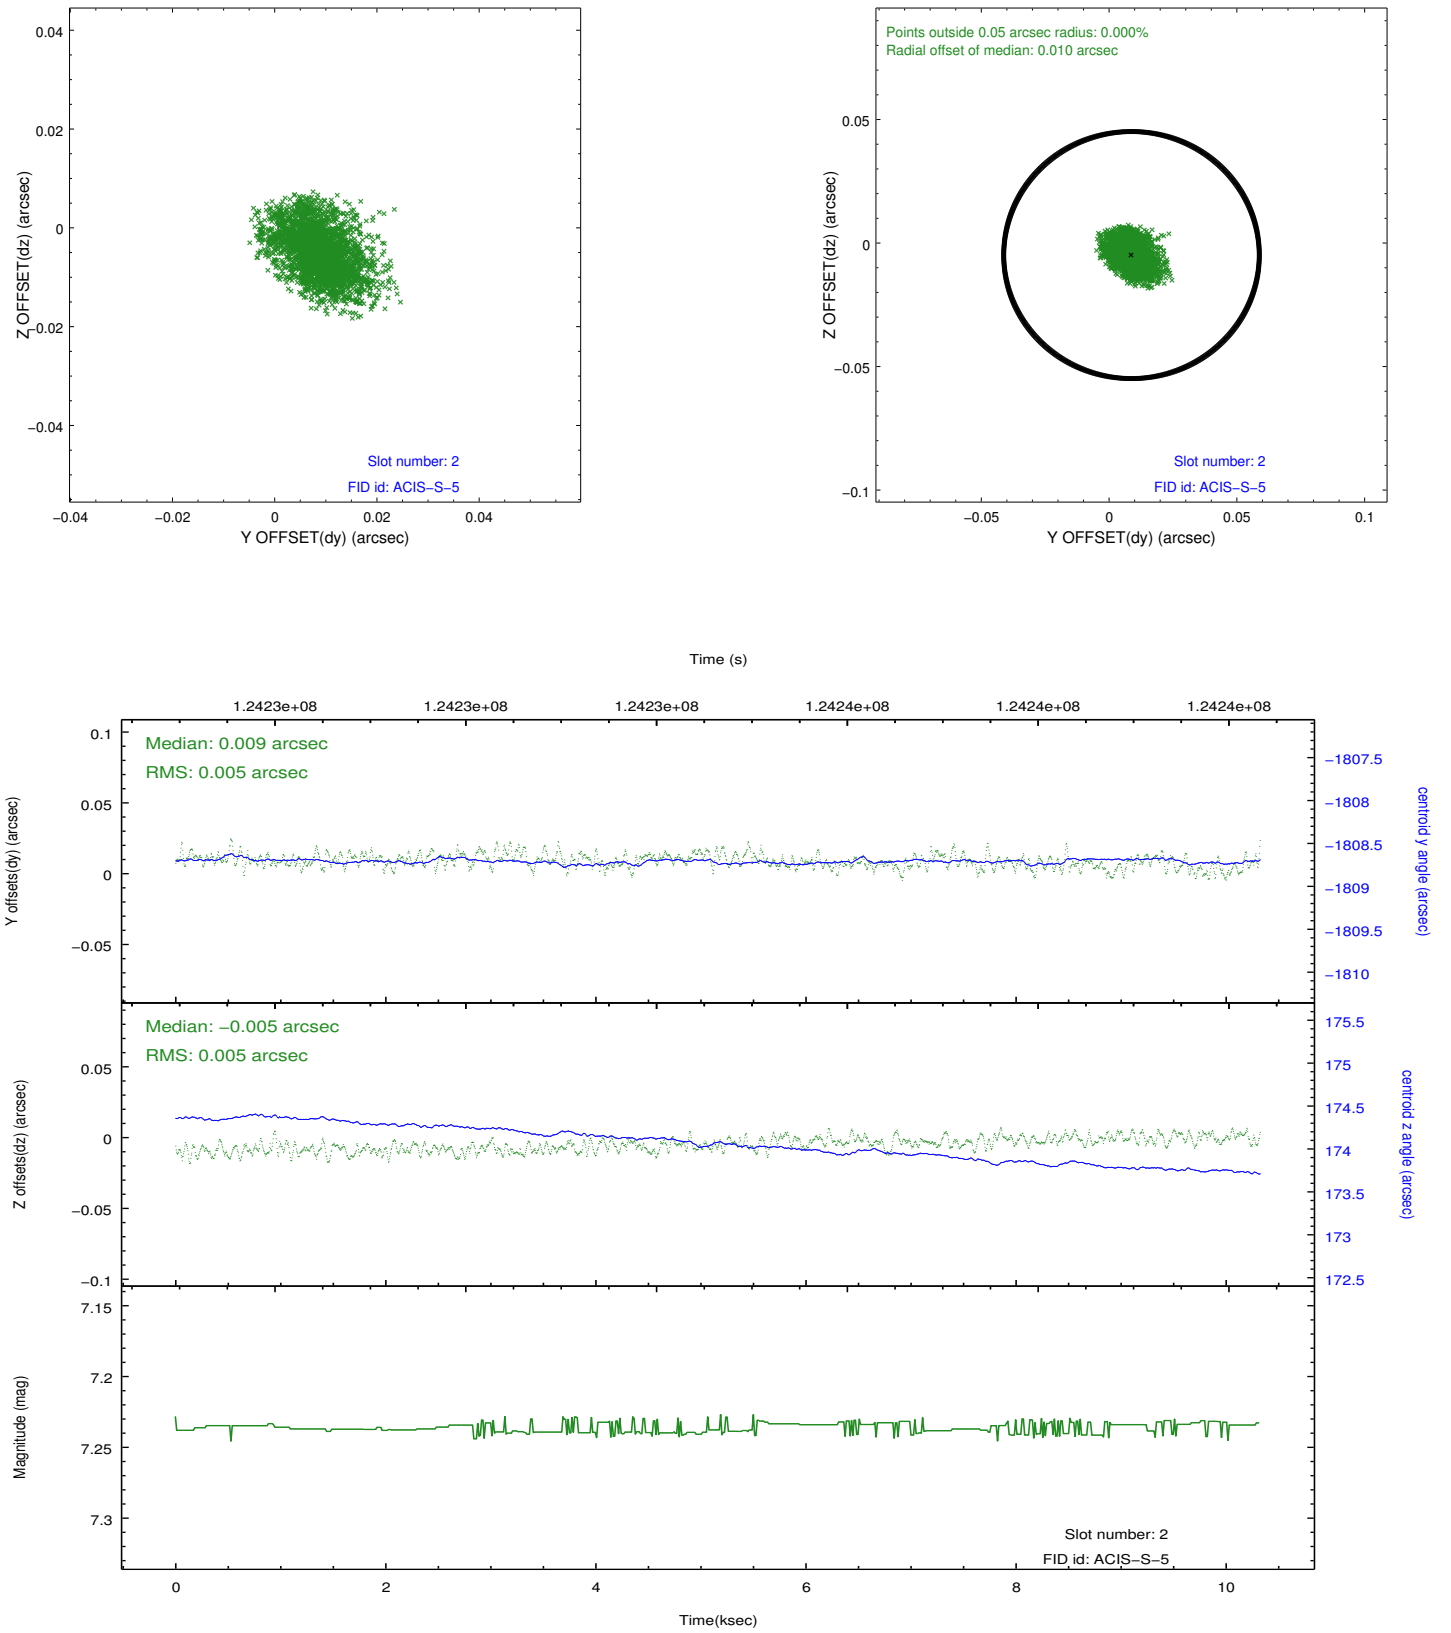 0.04
0.02
0
−0.02
−0.04
Z OFFSET(dz) (arcsec)
Slot number: 2
FID id: ACIS−S−5
−0.04
−0.02
0
0.02
0.04
Y OFFSET(dy) (arcsec)
Points outside 0.05 arcsec radius: 0.000%
Radial offset of median: 0.010 arcsec
0.05
0
−0.05
−0.1
Z OFFSET(dz) (arcsec)
Slot number: 2
FID id: ACIS−S−5
−0.05
0
0.05
0.1
Y OFFSET(dy) (arcsec)
Time (s)
1.2423e+08
1.2423e+08
1.2423e+08
1.2424e+08
1.2424e+08
1.2424e+08
Median: 0.009 arcsec
RMS: 0.005 arcsec
0.1
0.05
0
−0.05
Y offsets(dy) (arcsec)
−1807.5
−1808
−1808.5
−1809
−1809.5
−1810
centroid y angle (arcsec)
Median: −0.005 arcsec
RMS: 0.005 arcsec
0.05
0
−0.05
−0.1
Z offsets(dz) (arcsec)
175.5
175
174.5
174
173.5
173
172.5
centroid z angle (arcsec)
7.15
7.2
7.25
7.3
Magnitude (mag)
Slot number: 2
FID id: ACIS−S−5
0
2
4
6
8
10
Time(ksec)